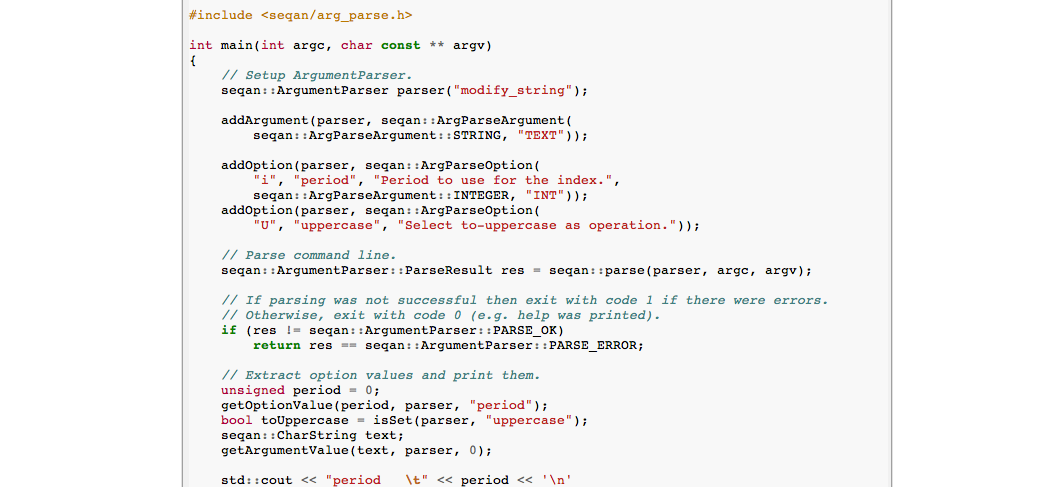 #include <seqan/arg_parse.h>
int main(int argc, char const ** argv)
{
// Setup ArgumentParser.
seqan::ArgumentParser parser("modify_string");
addArgument(parser, seqan::ArgParseArgument(
seqan::ArgParseArgument::STRING, "TEXT"));
addOption(parser, seqan::ArgParseOption(
"i", "period", "Period to use for the index.",
seqan::ArgParseArgument::INTEGER, "INT"));
addOption(parser, seqan::ArgParseOption(
"U", "uppercase", "Select to-uppercase as operation."));
// Parse command line.
seqan::ArgumentParser::ParseResult res = seqan::parse(parser, argc, argv);
// If parsing was not successful then exit with code 1 if there were errors.
// Otherwise, exit with code 0 (e.g. help was printed).
if (res != seqan::ArgumentParser::PARSE_OK)
return res == seqan::ArgumentParser::PARSE_ERROR;
// Extract option values and print them.
unsigned period = 0;
getOptionValue(period, parser, "period");
bool toUppercase = isSet(parser, "uppercase");
seqan::CharString text;
getArgumentValue(text, parser, 0);
std::cout << "period   \t" << period << '\n'